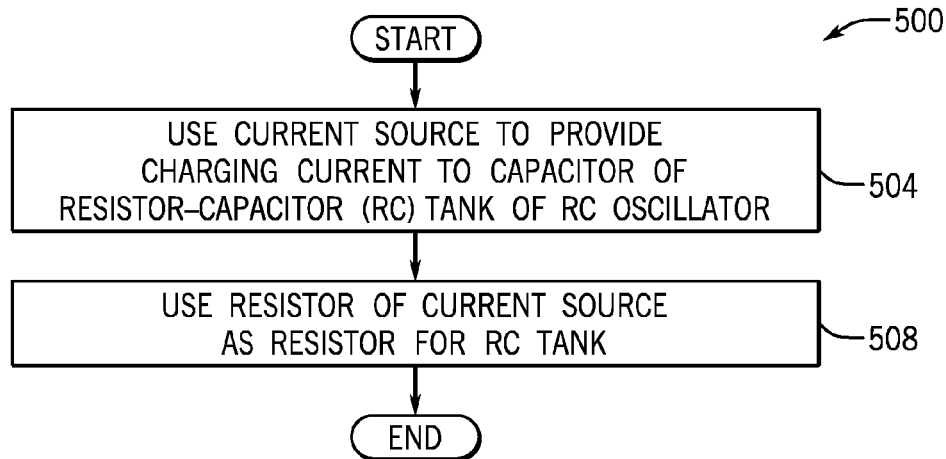 START
500
USE CURRENT SOURCE TO PROVIDE
CHARGING CURRENT TO CAPACITOR OF
RESISTOR–CAPACITOR (RC) TANK OF RC OSCILLATOR
504
USE RESISTOR OF CURRENT SOURCE
AS RESISTOR FOR RC TANK
508
END